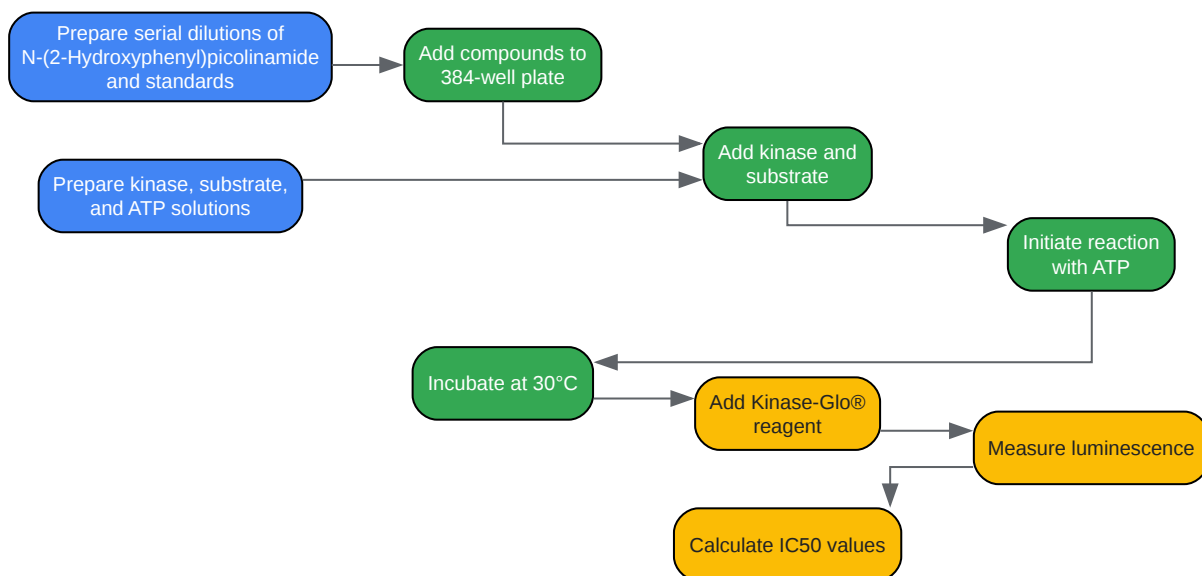 Prepare serial dilutions of
N-(2-Hydroxyphenyl)picolinamide
and standards
Add compounds to
384-well plate
Prepare kinase, substrate,
and ATP solutions
Add kinase and
substrate
Initiate reaction
with ATP
Incubate at 30°C
Add Kinase-Glo®
reagent
Measure luminescence
Calculate IC50 values